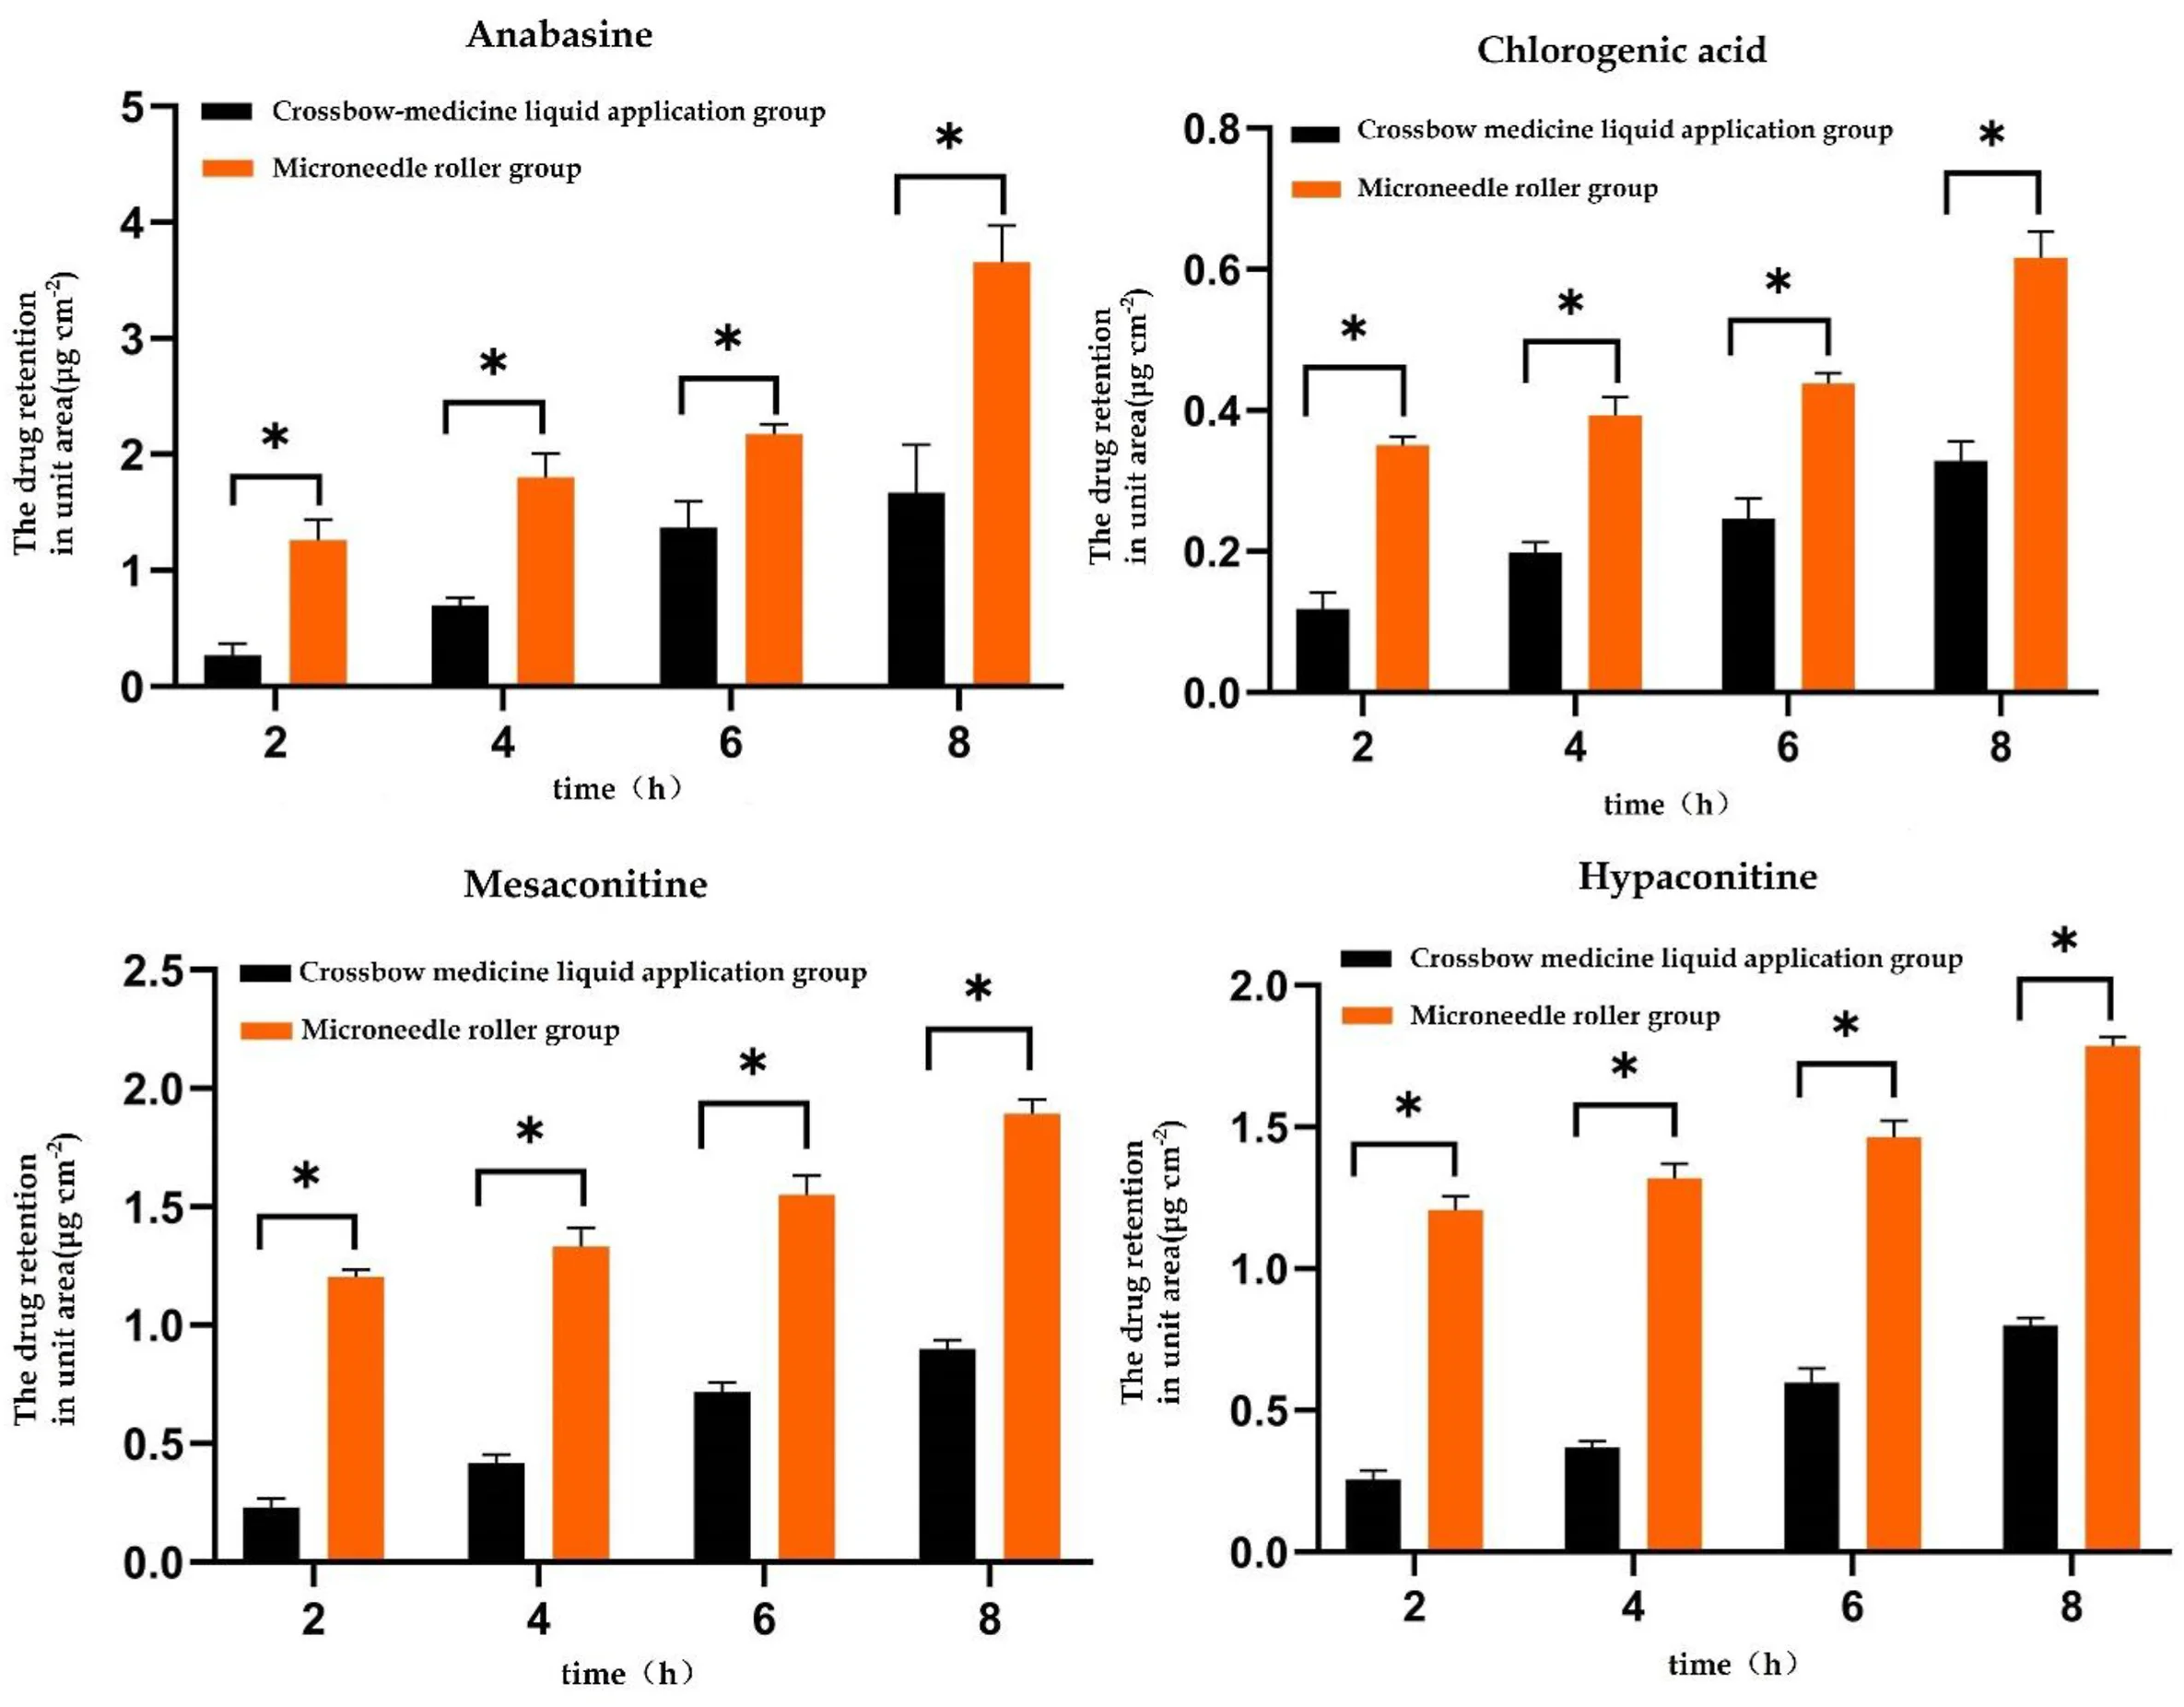 Anabasine
5
Crossbow-medicine liquid application group
Microneedle roller group
4
3
2
1
0
The drug retention
in unit area(μg·cm-2)
*
*
*
*
2 4 6 8
time（h）
Chlorogenic acid
0.8
Crossbow medicine liquid application group
Microneedle roller group
0.6
0.4
0.2
0.0
The drug retention
in unit area(μg·cm-2)
*
*
*
*
2 4 6 8
time（h）
Mesaconitine
2.5
Crossbow medicine liquid application group
Microneedle roller group
2.0
1.5
1.0
0.5
0.0
The drug retention
in unit area(μg·cm-2)
*
*
*
*
2 4 6 8
time（h）
Hypaconitine
Crossbow medicine liquid application group
2.0
Microneedle roller group
1.5
1.0
0.5
0.0
The drug retention
in unit area(μg·cm-2)
*
*
*
*
2 4 6 8
time（h）